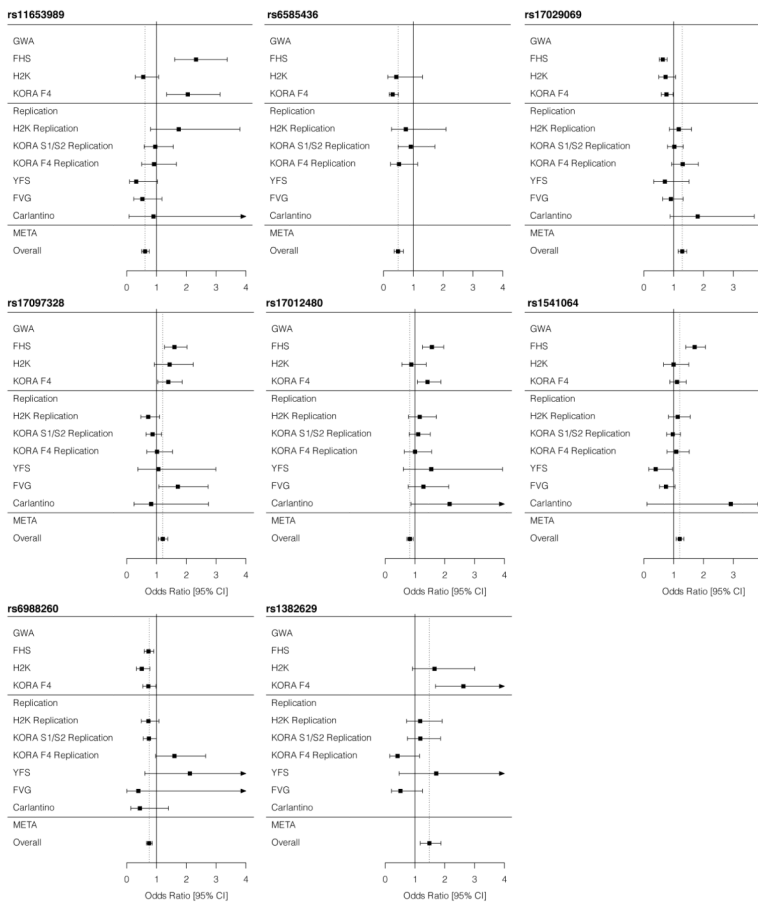 rs11653989
GWA
FHS
H2K
KORA F4
Replication
H2K Replication
KORA S1/S2 Replication
KORA F4 Replication
YFS
FVG
Carlantino
META
Overall
0 1 2 3 4
rs6585436
GWA
FHS
H2K
KORA F4
Replication
H2K Replication
KORA S1/S2 Replication
KORA F4 Replication
YFS
FVG
Carlantino
META
Overall
0 1 2 3 4
rs17029069
GWA
FHS
H2K
KORA F4
Replication
H2K Replication
KORA S1/S2 Replication
KORA F4 Replication
YFS
FVG
Carlantino
META
Overall
0 1 2 3
rs17097328
GWA
FHS
H2K
KORA F4
Replication
H2K Replication
KORA S1/S2 Replication
KORA F4 Replication
YFS
FVG
Carlantino
META
Overall
0 1 2 3 4
Odds Ratio [95% CI]
rs17012480
GWA
FHS
H2K
KORA F4
Replication
H2K Replication
KORA S1/S2 Replication
KORA F4 Replication
YFS
FVG
Carlantino
META
Overall
0 1 2 3 4
Odds Ratio [95% CI]
rs1541064
GWA
FHS
H2K
KORA F4
Replication
H2K Replication
KORA S1/S2 Replication
KORA F4 Replication
YFS
FVG
Carlantino
META
Overall
0 1 2 3
Odds Ratio [95% CI]
rs6988260
GWA
FHS
H2K
KORA F4
Replication
H2K Replication
KORA S1/S2 Replication
KORA F4 Replication
YFS
FVG
Carlantino
META
Overall
0 1 2 3 4
Odds Ratio [95% CI]
rs1382629
GWA
FHS
H2K
KORA F4
Replication
H2K Replication
KORA S1/S2 Replication
KORA F4 Replication
YFS
FVG
Carlantino
META
Overall
0 1 2 3 4
Odds Ratio [95% CI]